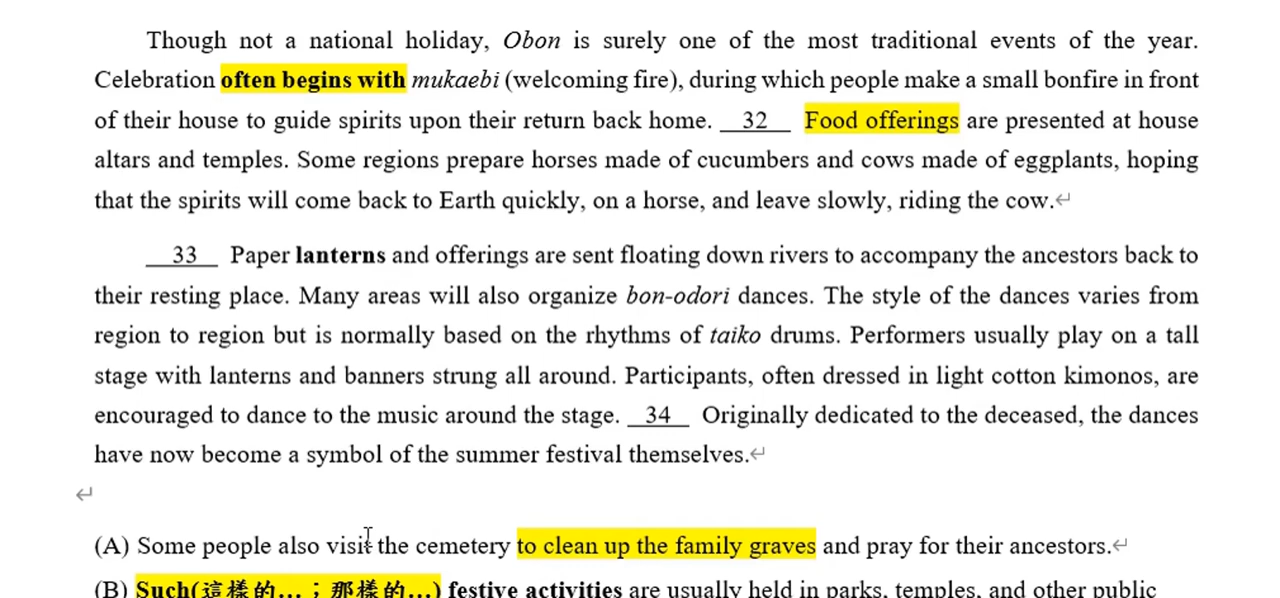 Though not a national holiday, Obon is surely one of the most traditional events of the year.
Celebration often begins with mukaebi (welcoming fire), during which people make a small bonfire in front
of their house to guide spirits upon their return back home. __32__ Food offerings are presented at house
altars and temples. Some regions prepare horses made of cucumbers and cows made of eggplants, hoping
that the spirits will come back to Earth quickly, on a horse, and leave slowly, riding the cow.↵
__33__ Paper lanterns and offerings are sent floating down rivers to accompany the ancestors back to
their resting place. Many areas will also organize bon-odori dances. The style of the dances varies from
region to region but is normally based on the rhythms of taiko drums. Performers usually play on a tall
stage with lanterns and banners strung all around. Participants, often dressed in light cotton kimonos, are
encouraged to dance to the music around the stage. __34__ Originally dedicated to the deceased, the dances
have now become a symbol of the summer festival themselves.↵
↵
(A) Some people also visit the cemetery to clean up the family graves and pray for their ancestors.↵
(B) Such(這樣的…；那樣的…) festive activities are usually held in parks, temples, and other public